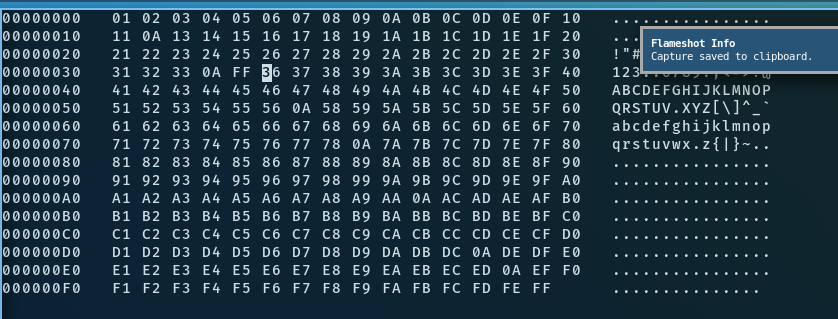 00000000 01 02 03 04 05 06 07 08 09 0A 0B 0C 0D 0E 0F 10 ................
00000010 11 0A 13 14 15 16 17 18 19 1A 1B 1C 1D 1E 1F 20 ...
00000020 21 22 23 24 25 26 27 28 29 2A 2B 2C 2D 2E 2F 30 !"#
00000030 31 32 33 0A FF 36 37 38 39 3A 3B 3C 3D 3E 3F 40 123..
00000040 41 42 43 44 45 46 47 48 49 4A 4B 4C 4D 4E 4F 50 ABCDEFGHIJKLMNOP
00000050 51 52 53 54 55 56 0A 58 59 5A 5B 5C 5D 5E 5F 60 QRSTUV.XYZ[\]^_`
00000060 61 62 63 64 65 66 67 68 69 6A 6B 6C 6D 6E 6F 70 abcdefghijklmnop
00000070 71 72 73 74 75 76 77 78 0A 7A 7B 7C 7D 7E 7F 80 qrstuvwx.z{|}~..
00000080 81 82 83 84 85 86 87 88 89 8A 8B 8C 8D 8E 8F 90 ................
00000090 91 92 93 94 95 96 97 98 99 9A 9B 9C 9D 9E 9F A0 ................
000000A0 A1 A2 A3 A4 A5 A6 A7 A8 A9 AA 0A AC AD AE AF B0 ................
000000B0 B1 B2 B3 B4 B5 B6 B7 B8 B9 BA BB BC BD BE BF C0 ................
000000C0 C1 C2 C3 C4 C5 C6 C7 C8 C9 CA CB CC CD CE CF D0 ................
000000D0 D1 D2 D3 D4 D5 D6 D7 D8 D9 DA DB DC 0A DE DF E0 ................
000000E0 E1 E2 E3 E4 E5 E6 E7 E8 E9 EA EB EC ED 0A EF F0 ................
000000F0 F1 F2 F3 F4 F5 F6 F7 F8 F9 FA FB FC FD FE FF ...............
Flameshot Info
Capture saved to clipboard.